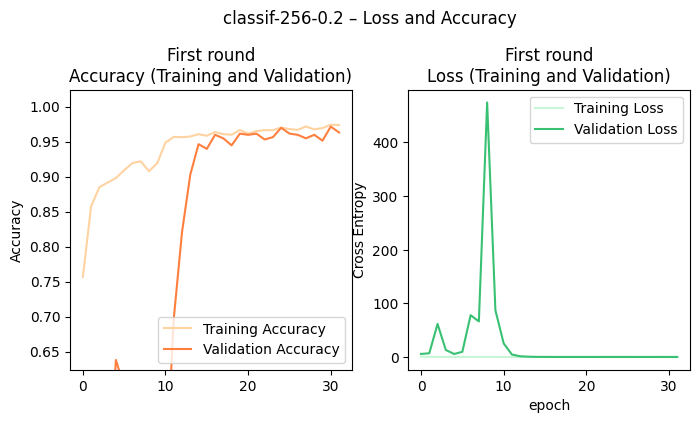 classif-256-0.2 – Loss and Accuracy
First round
Accuracy (Training and Validation)
Accuracy
1.00
0.95
0.90
0.85
0.80
0.75
0.70
0.65
0
10
20
30
Training Accuracy
Validation Accuracy
First round
Loss (Training and Validation)
Cross Entropy
400
300
200
100
0
0
10
20
30
epoch
Training Loss
Validation Loss